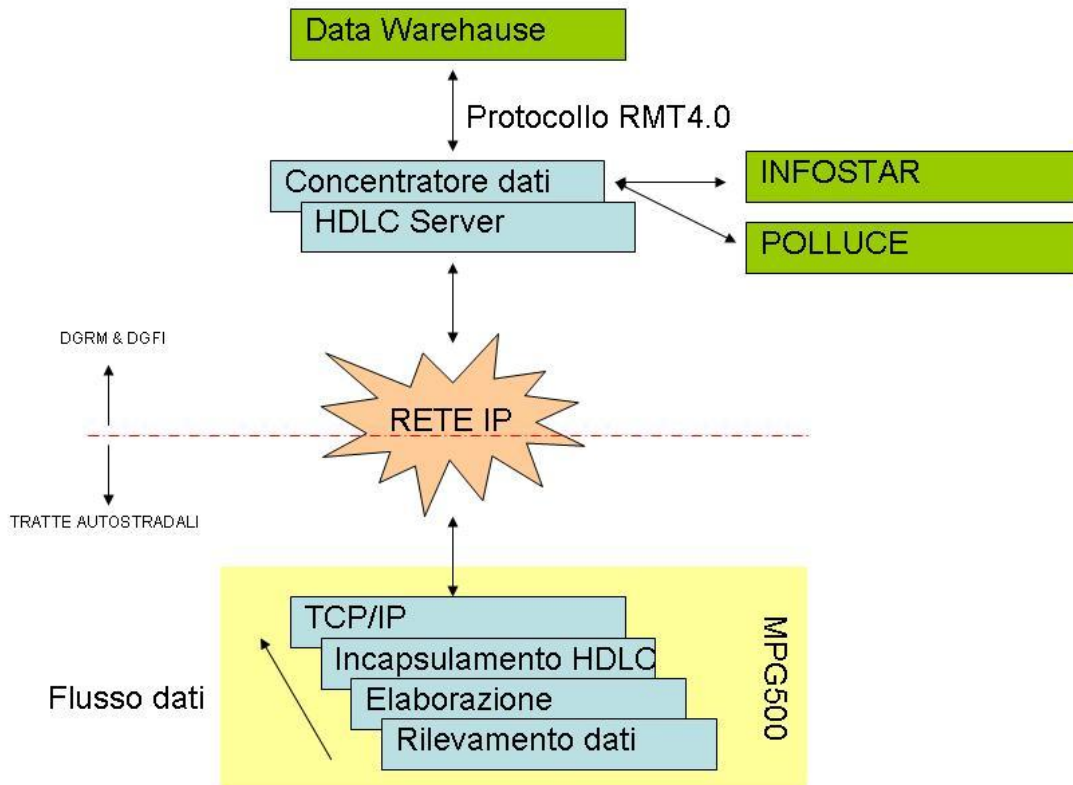 Data Warehause
Protocollo RMT4.0
Concentratore dati
HDLC Server
INFOSTAR
POLLUCE
DGRM & DGFI
RETE IP
TRATTE AUTOSTRADALI
TCP/IP
Incapsulamento HDLC
Elaborazione
Rilevamento dati
MPG500
Flusso dati